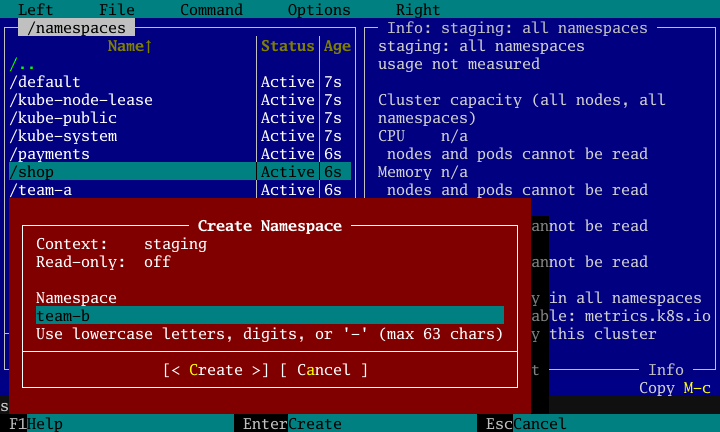 Left File Command Options Right
/namespaces
Info: staging: all namespaces
Name↑ Status Age
staging: all namespaces
/..
usage not measured
/default Active 7s
/kube-node-lease Active 7s
Cluster capacity (all nodes, all
/kube-public Active 7s
namespaces)
/kube-system Active 7s
CPU n/a
/payments Active 6s
nodes and pods cannot be read
/shop Active 6s
Memory n/a
/team-a Active 6s
nodes and pods cannot be read
Create Namespace
nnot be read
Context: staging
Read-only: off
nnot be read
Namespace
y in all namespaces
team-b
able: metrics.k8s.io
Use lowercase letters, digits, or '-' (max 63 chars)
y this cluster
[< Create >] [ Cancel ]
t Info
Copy M-c
s
F1Help EnterCreate EscCancel